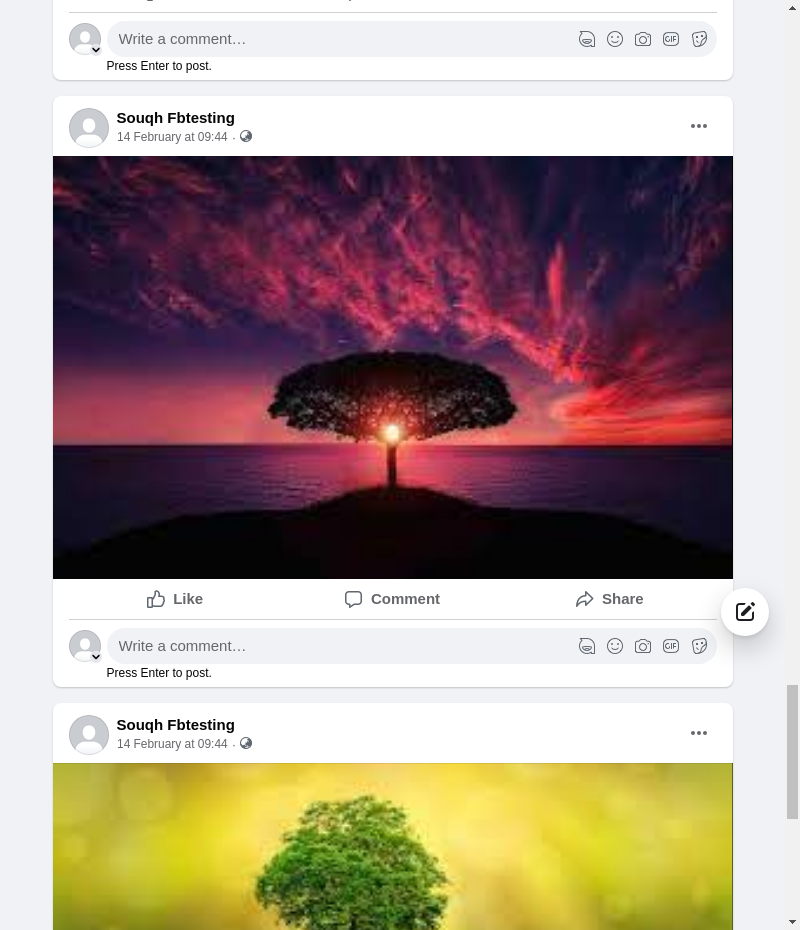 Write a comment…
GIF
Press Enter to post.
Souqh Fbtesting
14 February at 09:44 ·
Like
Comment
Share
Write a comment…
GIF
Press Enter to post.
Souqh Fbtesting
14 February at 09:44 ·